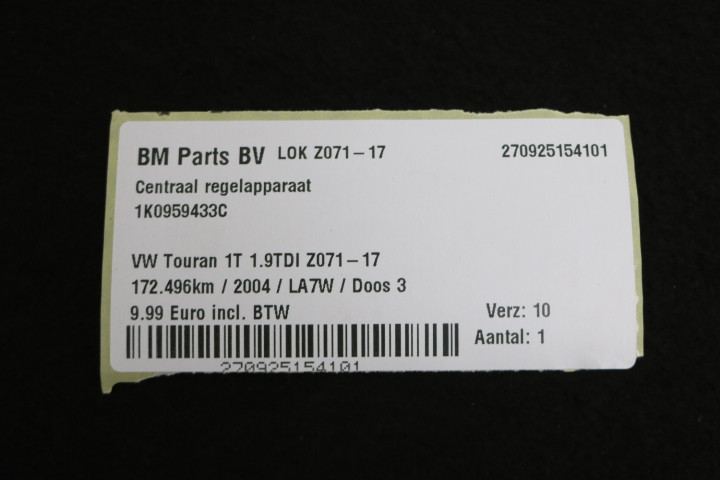 BM Parts BV LOK Z071-17 270925154101
Centraal regelapparaat
1K0959433C
VW Touran 1T 1.9TDI Z071-17
172.496km / 2004 / LA7W / Doos 3
9.99 Euro incl. BTW Verz: 10
Aantal: 1
270925154101